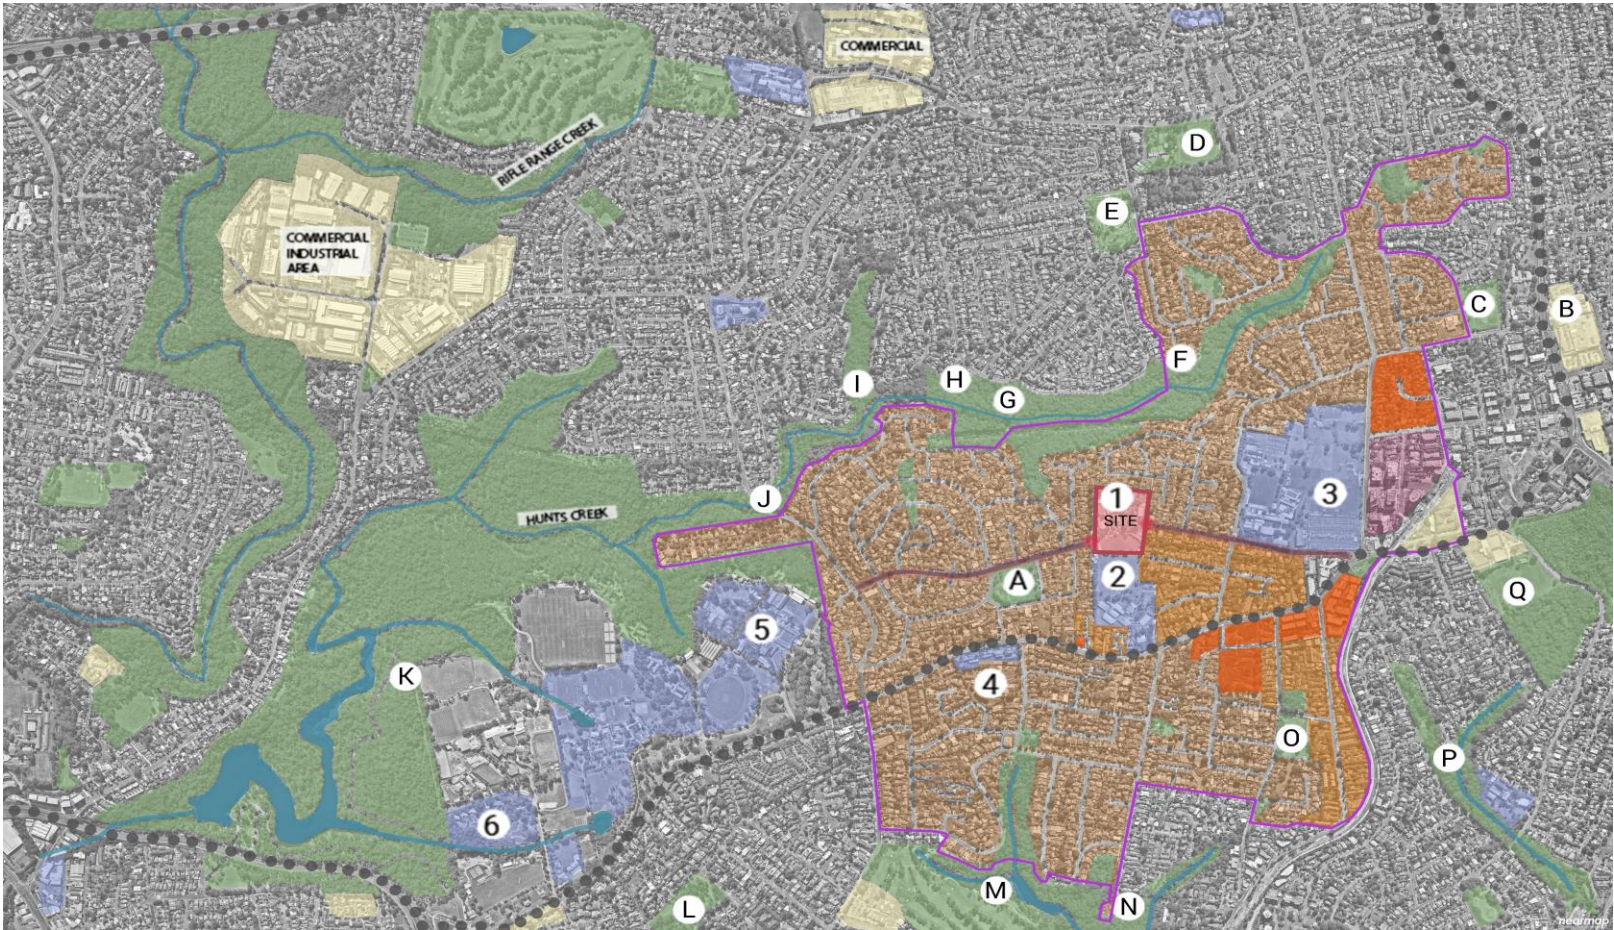 COMMERCIAL
RIFLE RANGE CREEK
D
E
COMMERCIAL
INDUSTRIAL
AREA
C
B
F
I
H
G
J
1
SITE
3
HUNTS CREEK
A
2
Q
5
K
4
O
P
6
M
L
N
nearmap